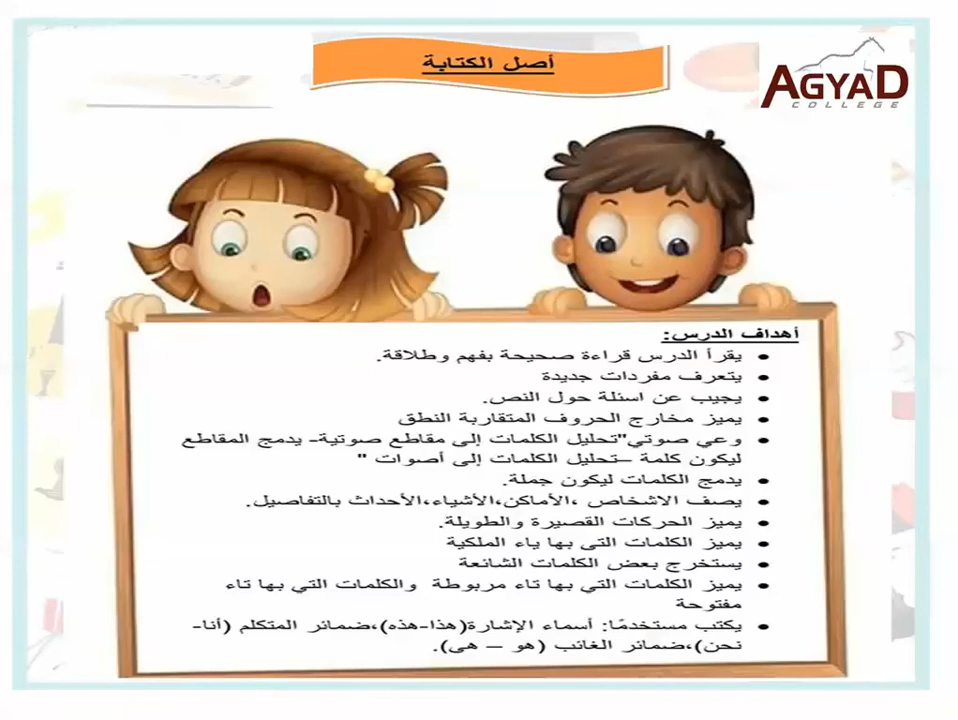 أصل الكتابة
AGYAD
COLLEGE
أهداف الدرس:
يقرأ الدرس قراءة صحيحة بفهم وطلاقة.
يتعرف مفردات جديدة
يجيب عن اسئلة حول النص.
يميز مخارج الحروف المتقاربة النطق
وعي صوتي"تحليل الكلمات إلى مقاطع صوتية- يدمج المقاطع
ليكون كلمة –تحليل الكلمات إلى أصوات "
يدمج الكلمات ليكون جملة.
يصف الاشخاص ،الأماكن،الأشياء،الأحداث بالتفاصيل.
يميز الحركات القصيرة والطويلة.
يميز الكلمات التى بها ياء الملكية
يستخرج بعض الكلمات الشائعة
يميز الكلمات التي بها تاء مربوطة والكلمات التي بها تاء
مفتوحة
يكتب مستخدمًا: أسماء الإشارة(هذا-هذه)،ضمائر المتكلم (أنا-
نحن)،ضمائر الغائب (هو – هى).